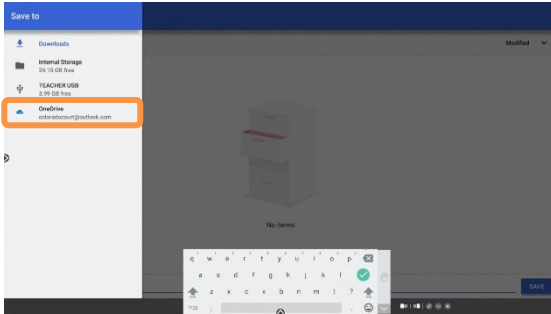 Save to
Downloads
Modified
Internal Storage
24.15 GB free
TEACHER USB
3.99 GB free
OneDrive
coloradocourt@outlook.com
No items
q w e r t y u i o p
a s d f g h j k l
z x c v b n m ! ?
, .
SAVE